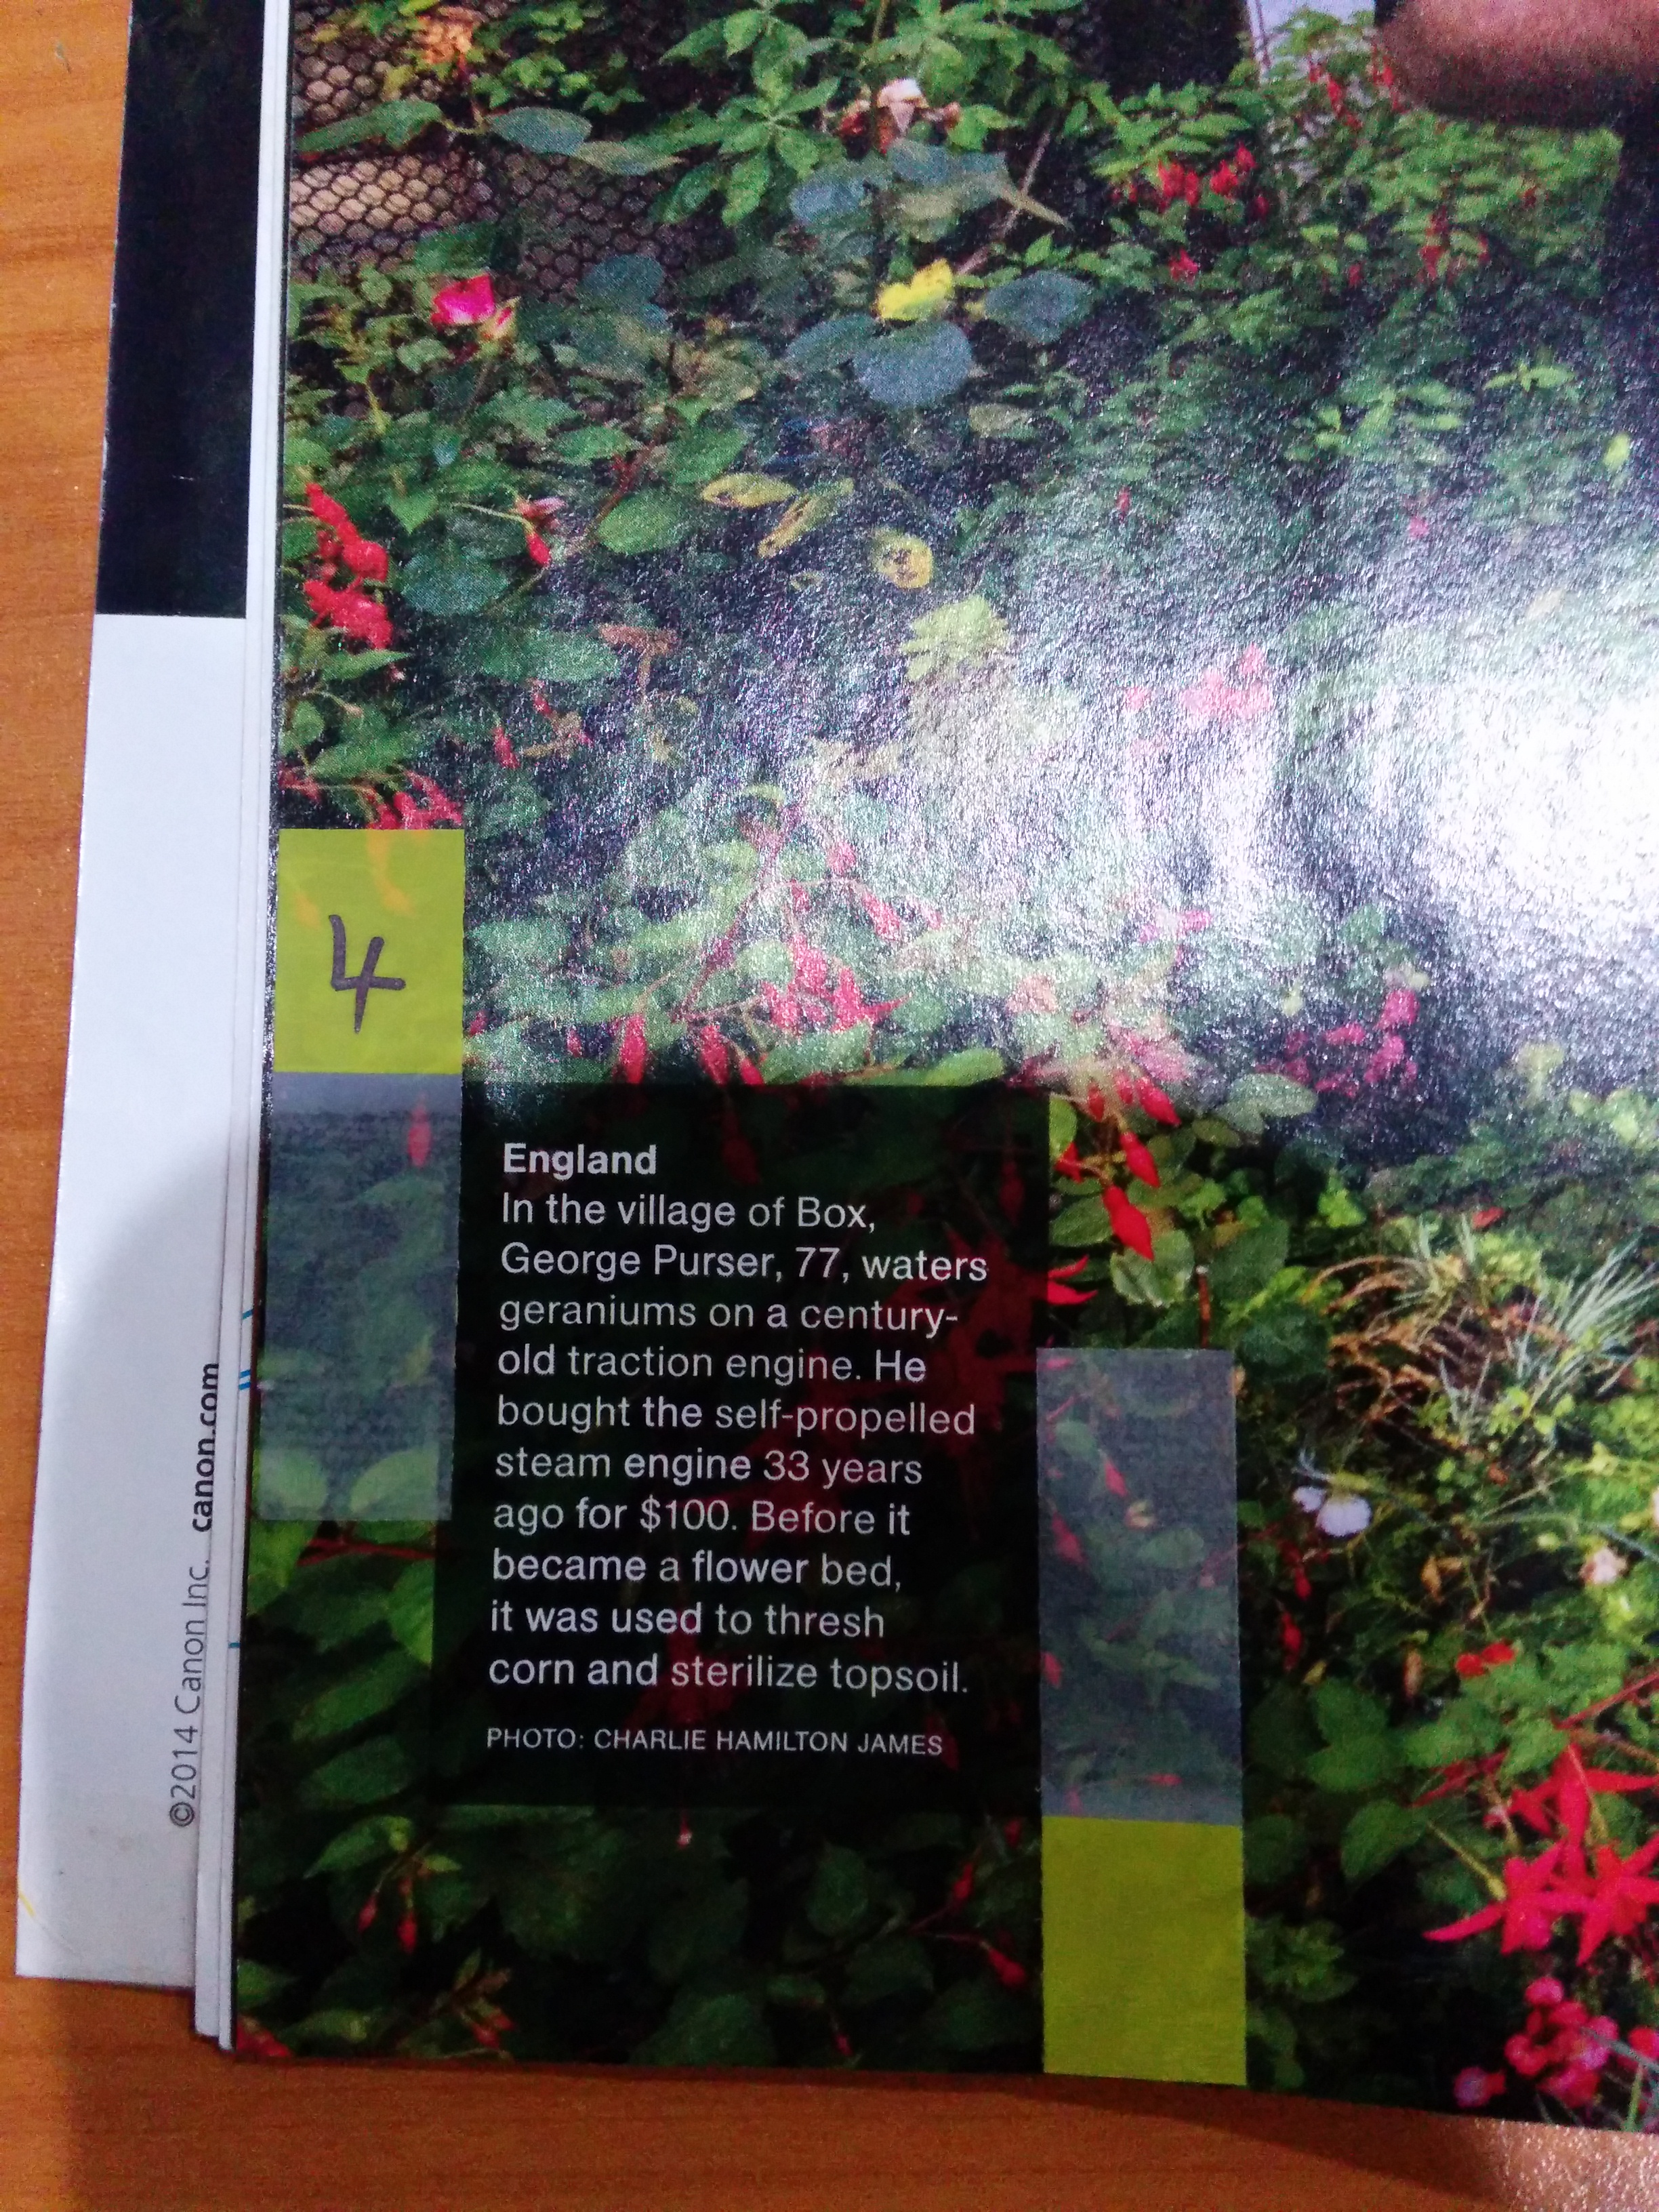 4
England
In the village of Box,
George Purser, 77, waters
geraniums on a century-
old traction engine. He
bought the self-propelled
steam engine 33 years
ago for $100. Before it
became a flower bed,
it was used to thresh
corn and sterilize topsoil.
PHOTO: CHARLIE HAMILTON JAMES
©2014 Canon Inc. canon.com